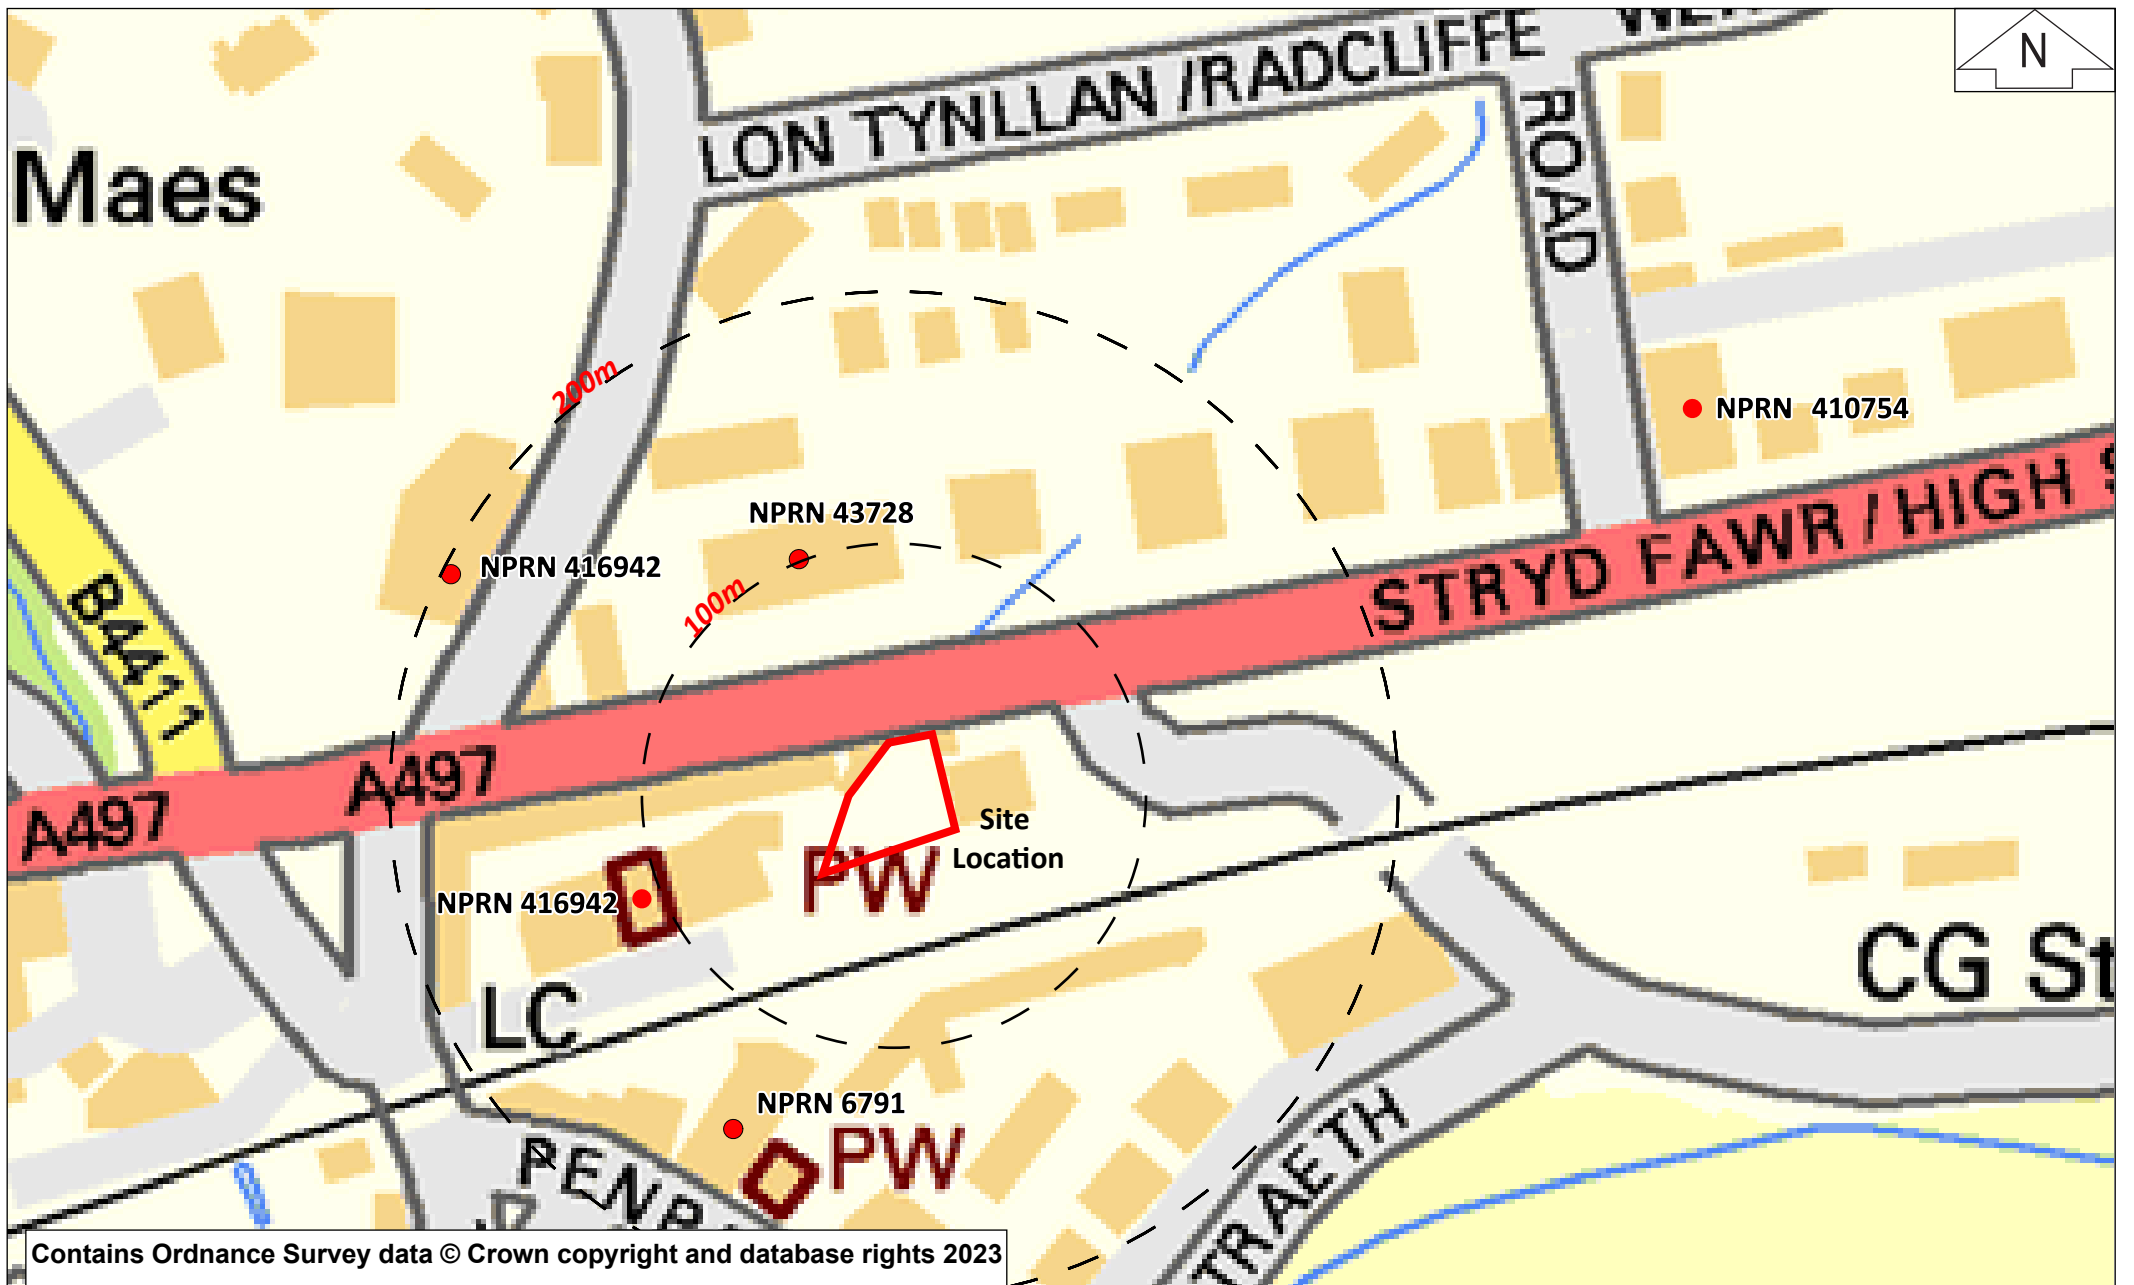 N
LON TYNLLAN /RADCLIFFE
ROAD
Maes
200m
NPRN 410754
NPRN 43728
NPRN 416942
100m
STRYD FAWR / HIGH
B4411
A497
A497
Site
Location
PW
NPRN 416942
LC
CG St
NPRN 6791
PW
Contains Ordnance Survey data © Crown copyright and database rights 2023